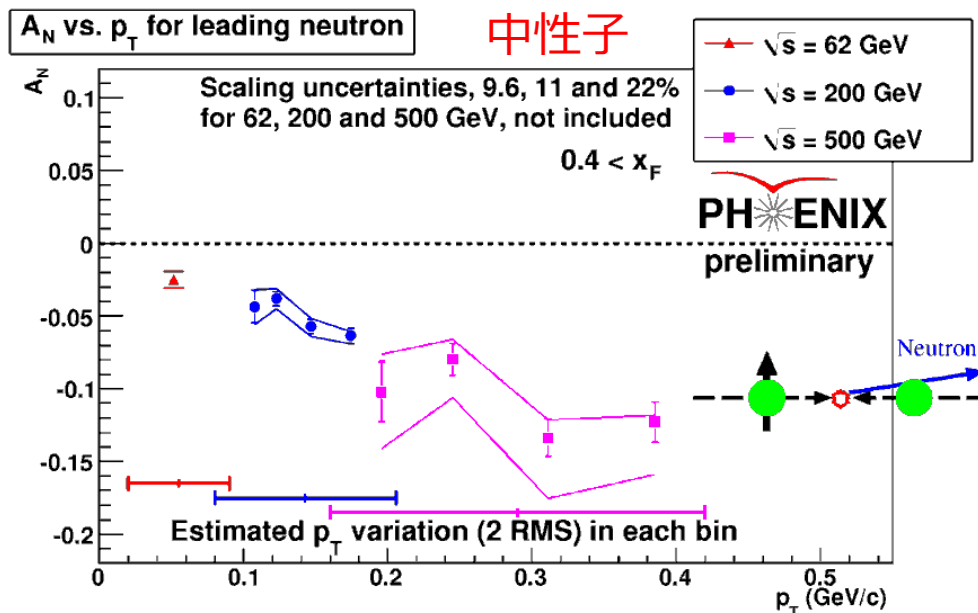 A_N vs. p_T for leading neutron
中性子
√s = 62 GeV
√s = 200 GeV
√s = 500 GeV
A_N
Scaling uncertainties, 9.6, 11 and 22%
for 62, 200 and 500 GeV, not included
0.4 < x_F
PHENIX
preliminary
Neutron
Estimated p_T variation (2 RMS) in each bin
0.1
0.05
0
-0.05
-0.1
-0.15
-0.2
0
0.1
0.2
0.3
0.4
0.5
p_T (GeV/c)